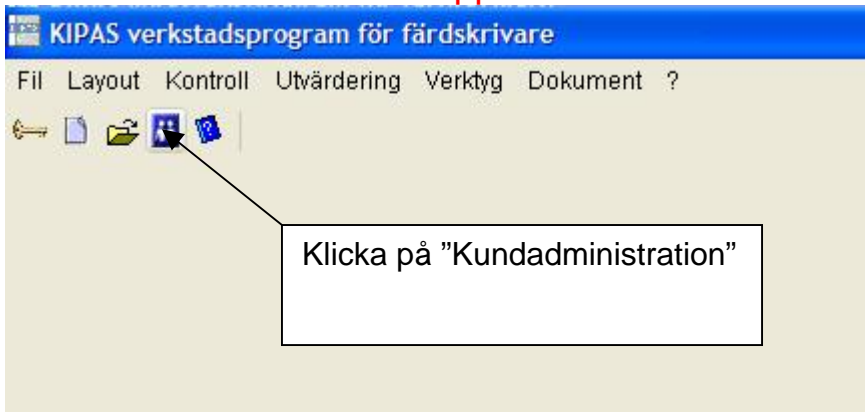 KIPAS verkstadsprogram för färdskrivare
Fil Layout Kontroll Utvärdering Verktyg Dokument ?
Klicka på ”Kundadministration”